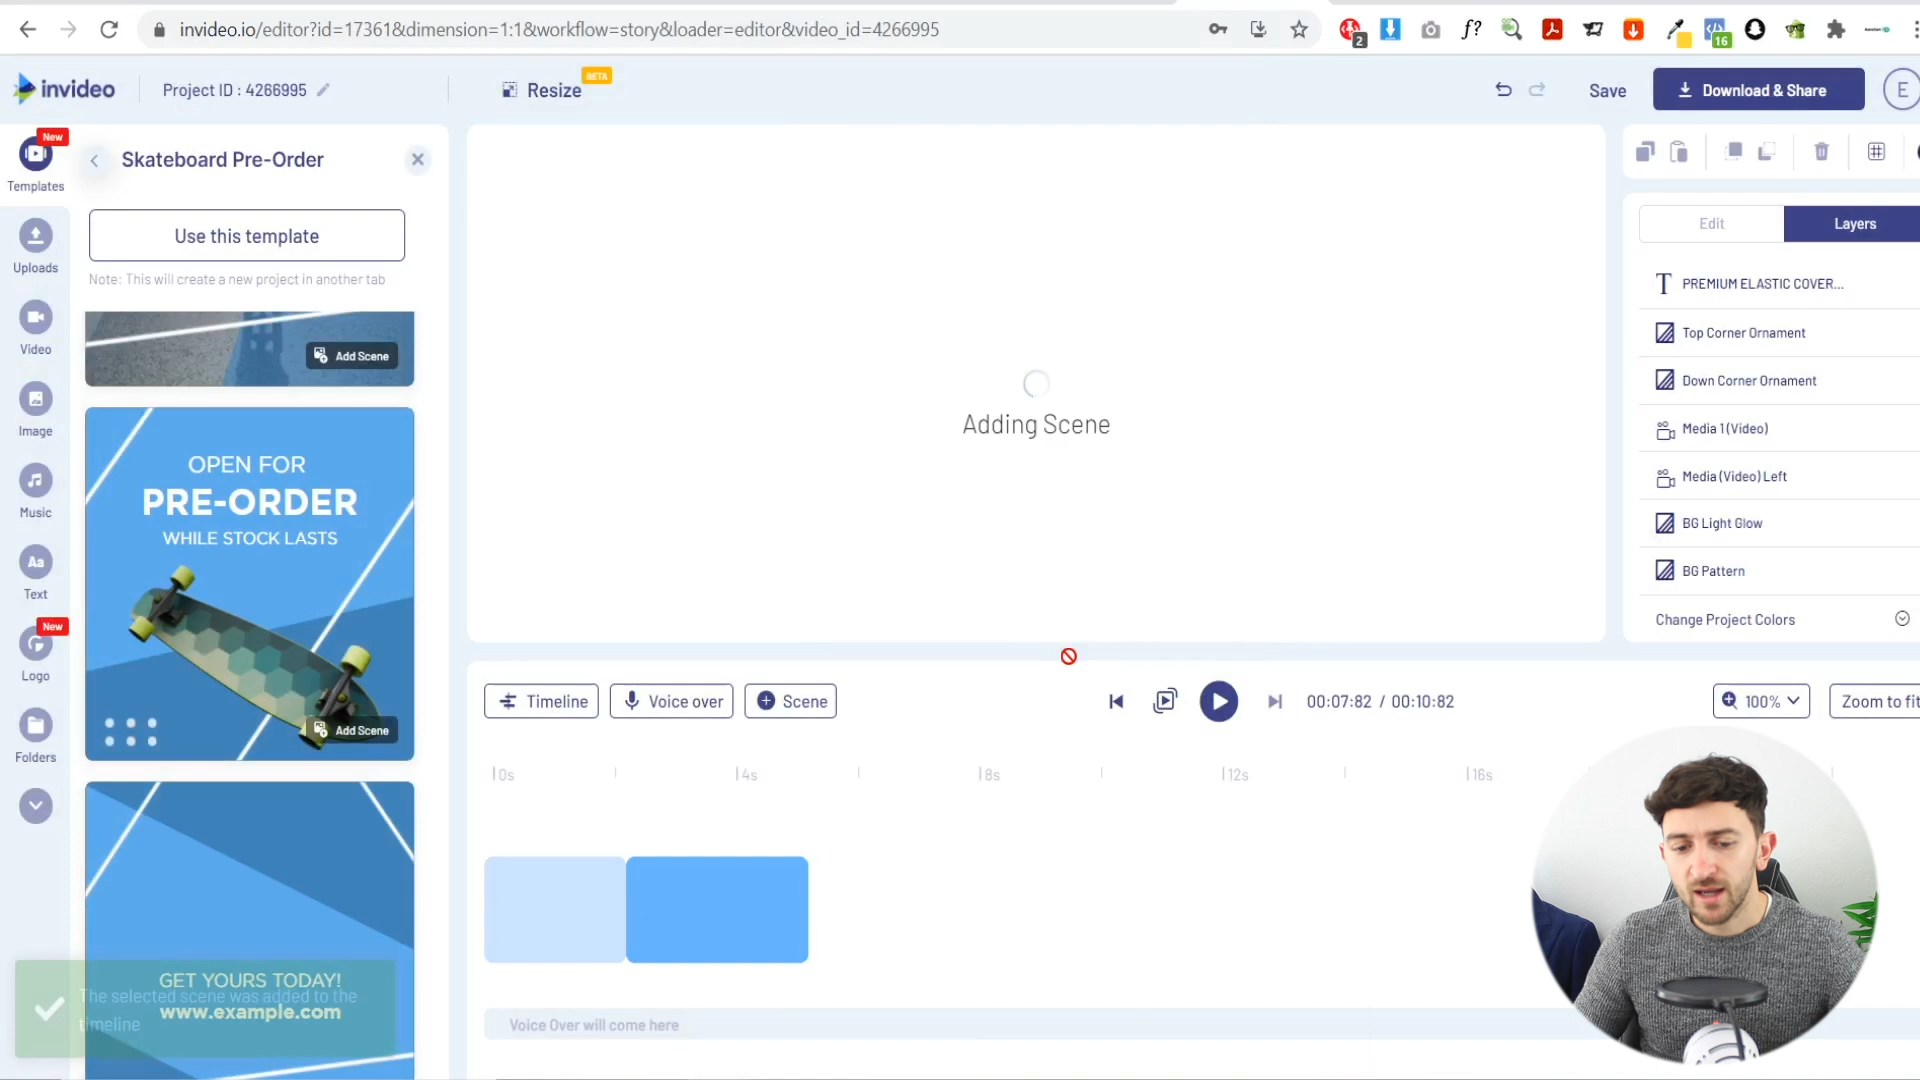 invideo.io/editor?id=17361&dimension=1:1&workflow=story&loader=editor&video_id=4266995
f?
2
16
invideo
Project ID : 4266995
Resize
BETA
Save
Download & Share
E
New
Templates
Uploads
Video
Image
Music
Aa
Text
New
Logo
Folders
Skateboard Pre-Order
Use this template
Note: This will create a new project in another tab
Add Scene
OPEN FOR
PRE-ORDER
WHILE STOCK LASTS
Add Scene
GET YOURS TODAY!
www.example.com
The selected scene was added to the
timeline
Adding Scene
Edit
Layers
T PREMIUM ELASTIC COVER...
Top Corner Ornament
Down Corner Ornament
Media 1 (Video)
Media (Video) Left
BG Light Glow
BG Pattern
Change Project Colors
Timeline
Voice over
Scene
00:07:82 / 00:10:82
100%
Zoom to fit
0s
4s
8s
12s
16s
Voice Over will come here